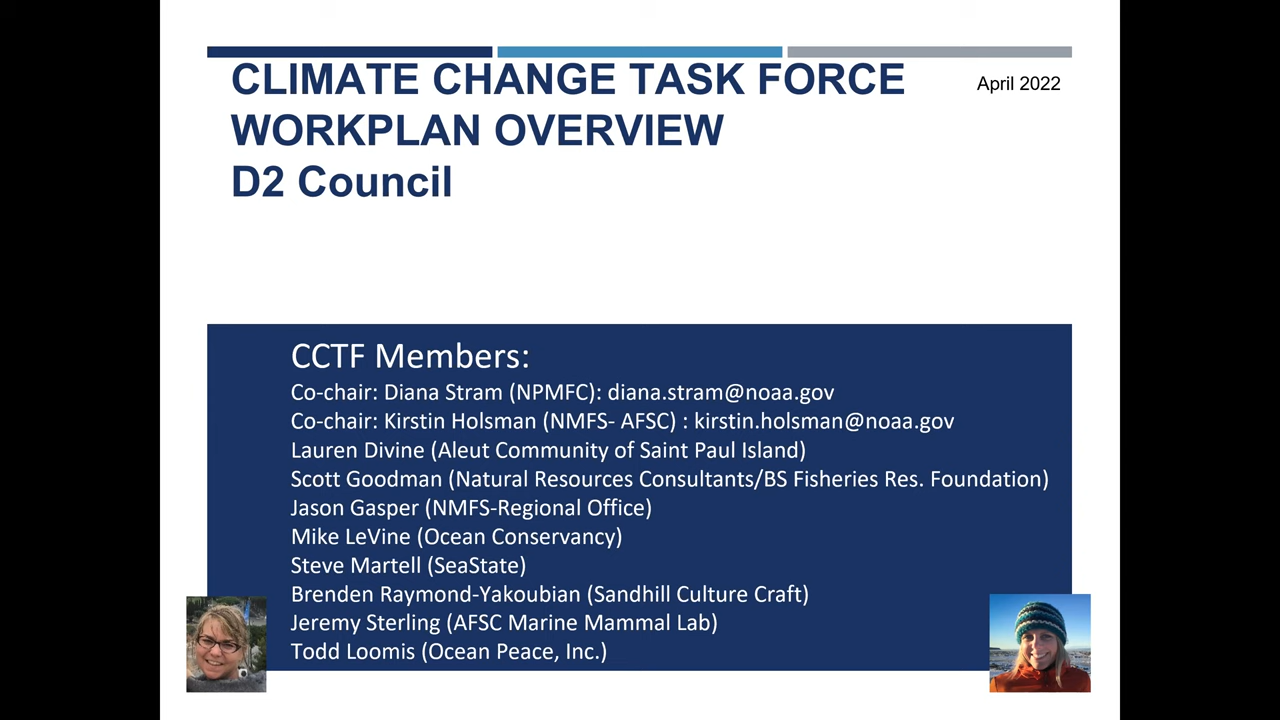 CLIMATE CHANGE TASK FORCE
WORKPLAN OVERVIEW
D2 Council
April 2022
CCTF Members:
Co-chair: Diana Stram (NPMFC): diana.stram@noaa.gov
Co-chair: Kirstin Holsman (NMFS- AFSC) : kirstin.holsman@noaa.gov
Lauren Divine (Aleut Community of Saint Paul Island)
Scott Goodman (Natural Resources Consultants/BS Fisheries Res. Foundation)
Jason Gasper (NMFS-Regional Office)
Mike LeVine (Ocean Conservancy)
Steve Martell (SeaState)
Brenden Raymond-Yakoubian (Sandhill Culture Craft)
Jeremy Sterling (AFSC Marine Mammal Lab)
Todd Loomis (Ocean Peace, Inc.)